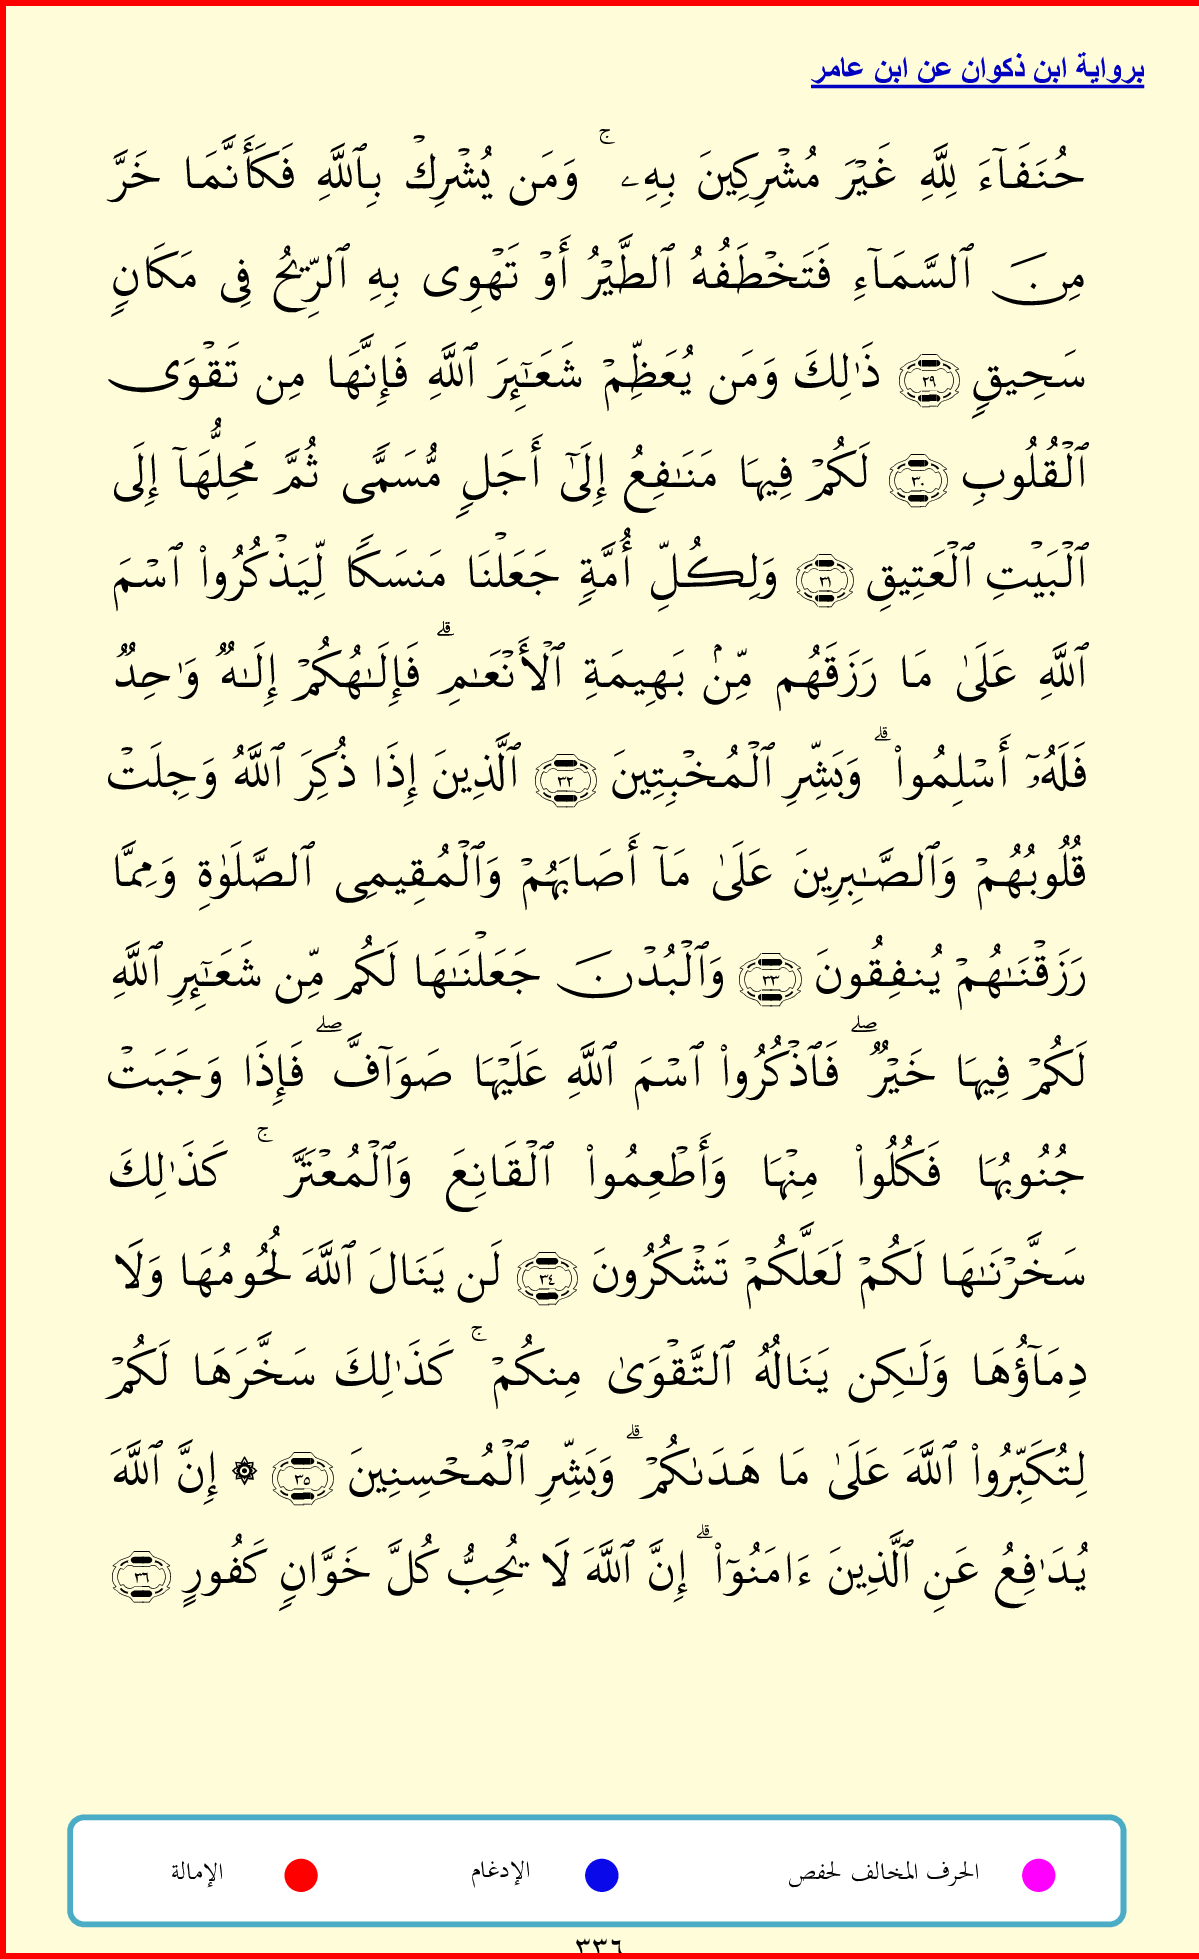 برواية ابن ذكوان عن ابن عامر
حُنَفَآءَ لِلَّهِ غَيْرَ مُشْرِكِينَ بِهِۦ ۚ وَمَن يُشْرِكْ بِٱللَّهِ فَكَأَنَّمَا خَرَّ
مِنَ ٱلسَّمَآءِ فَتَخْطَفُهُ ٱلطَّيْرُ أَوْ تَهْوِى بِهِ ٱلرِّيحُ فِى مَكَانٍ
سَحِيقٍ ٢٩ ذَٰلِكَ وَمَن يُعَظِّمْ شَعَـٰٓئِرَ ٱللَّهِ فَإِنَّهَا مِن تَقْوَى
ٱلْقُلُوبِ ٣٠ لَكُمْ فِيهَا مَنَـٰفِعُ إِلَىٰٓ أَجَلٍ مُّسَمًّى ثُمَّ مَحِلُّهَآ إِلَى
ٱلْبَيْتِ ٱلْعَتِيقِ ٣١ وَلِكُلِّ أُمَّةٍ جَعَلْنَا مَنسَكًا لِّيَذْكُرُوا۟ ٱسْمَ
ٱللَّهِ عَلَىٰ مَا رَزَقَهُم مِّنۢ بَهِيمَةِ ٱلْأَنْعَـٰمِ ۗ فَإِلَـٰهُكُمْ إِلَـٰهٌ وَٰحِدٌ
فَلَهُۥٓ أَسْلِمُوا۟ ۗ وَبَشِّرِ ٱلْمُخْبِتِينَ ٣٢ ٱلَّذِينَ إِذَا ذُكِرَ ٱللَّهُ وَجِلَتْ
قُلُوبُهُمْ وَٱلصَّـٰبِرِينَ عَلَىٰ مَآ أَصَابَهُمْ وَٱلْمُقِيمِى ٱلصَّلَوٰةِ وَمِمَّا
رَزَقْنَـٰهُمْ يُنفِقُونَ ٣٣ وَٱلْبُدْنَ جَعَلْنَـٰهَا لَكُم مِّن شَعَـٰٓئِرِ ٱللَّهِ
لَكُمْ فِيهَا خَيْرٌ ۖ فَٱذْكُرُوا۟ ٱسْمَ ٱللَّهِ عَلَيْهَا صَوَآفَّ ۖ فَإِذَا وَجَبَتْ
جُنُوبُهَا فَكُلُوا۟ مِنْهَا وَأَطْعِمُوا۟ ٱلْقَانِعَ وَٱلْمُعْتَرَّ ۚ كَذَٰلِكَ
سَخَّرْنَـٰهَا لَكُمْ لَعَلَّكُمْ تَشْكُرُونَ ٣٤ لَن يَنَالَ ٱللَّهَ لُحُومُهَا وَلَا
دِمَآؤُهَا وَلَـٰكِن يَنَالُهُ ٱلتَّقْوَىٰ مِنكُمْ ۚ كَذَٰلِكَ سَخَّرَهَا لَكُمْ
لِتُكَبِّرُوا۟ ٱللَّهَ عَلَىٰ مَا هَدَىٰكُمْ ۗ وَبَشِّرِ ٱلْمُحْسِنِينَ ٣٥ ۞ إِنَّ ٱللَّهَ
يُدَٰفِعُ عَنِ ٱلَّذِينَ ءَامَنُوٓا۟ ۗ إِنَّ ٱللَّهَ لَا يُحِبُّ كُلَّ خَوَّانٍ كَفُورٍ ٣٦
الحرف المخالف لحفص الإدغام الإمالة
٣٣٦